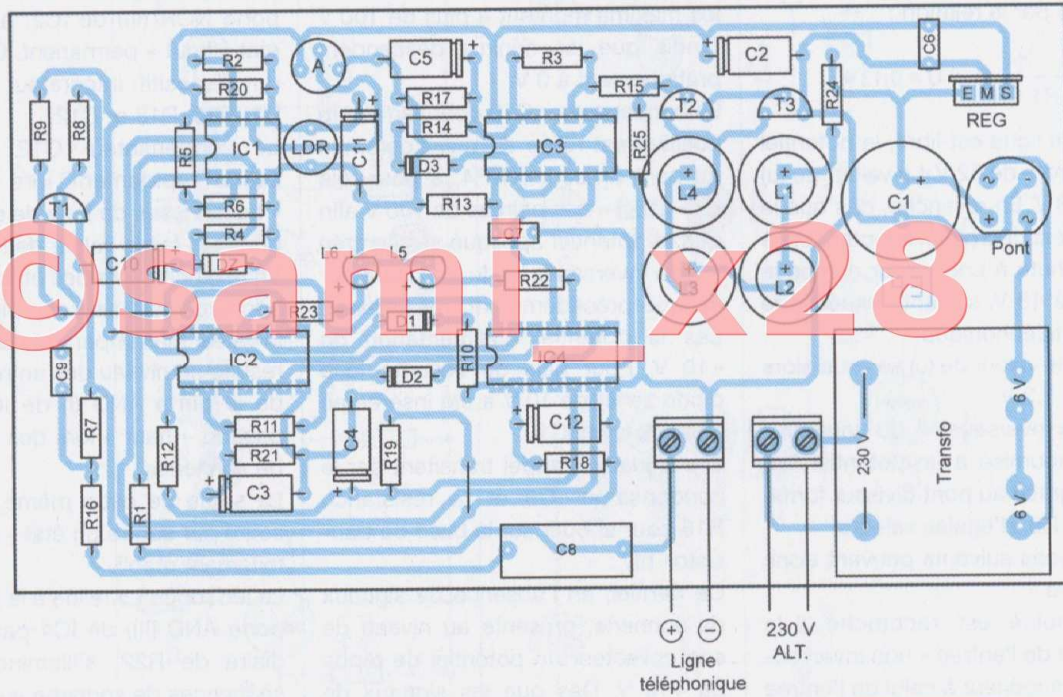 R2
R20
A
C5
R3
C2
C6
E M S
REG
R9
R8
R5
IC1
LDR
C11
R17
R14
D3
IC3
R15
T2
T3
R24
R25
T1
R6
R4
DZ
C10
R13
C7
L4
L1
C1
Pont
L6
L5
R22
L3
L2
R23
D1
IC2
R10
IC4
D2
C8
R7
R11
R21
C3
R12
C4
R19
C12
R18
R16
R1
C8
230 V
Transfo
6 V
6 V
Ligne
téléphonique
230 V
ALT.
@sami_x28